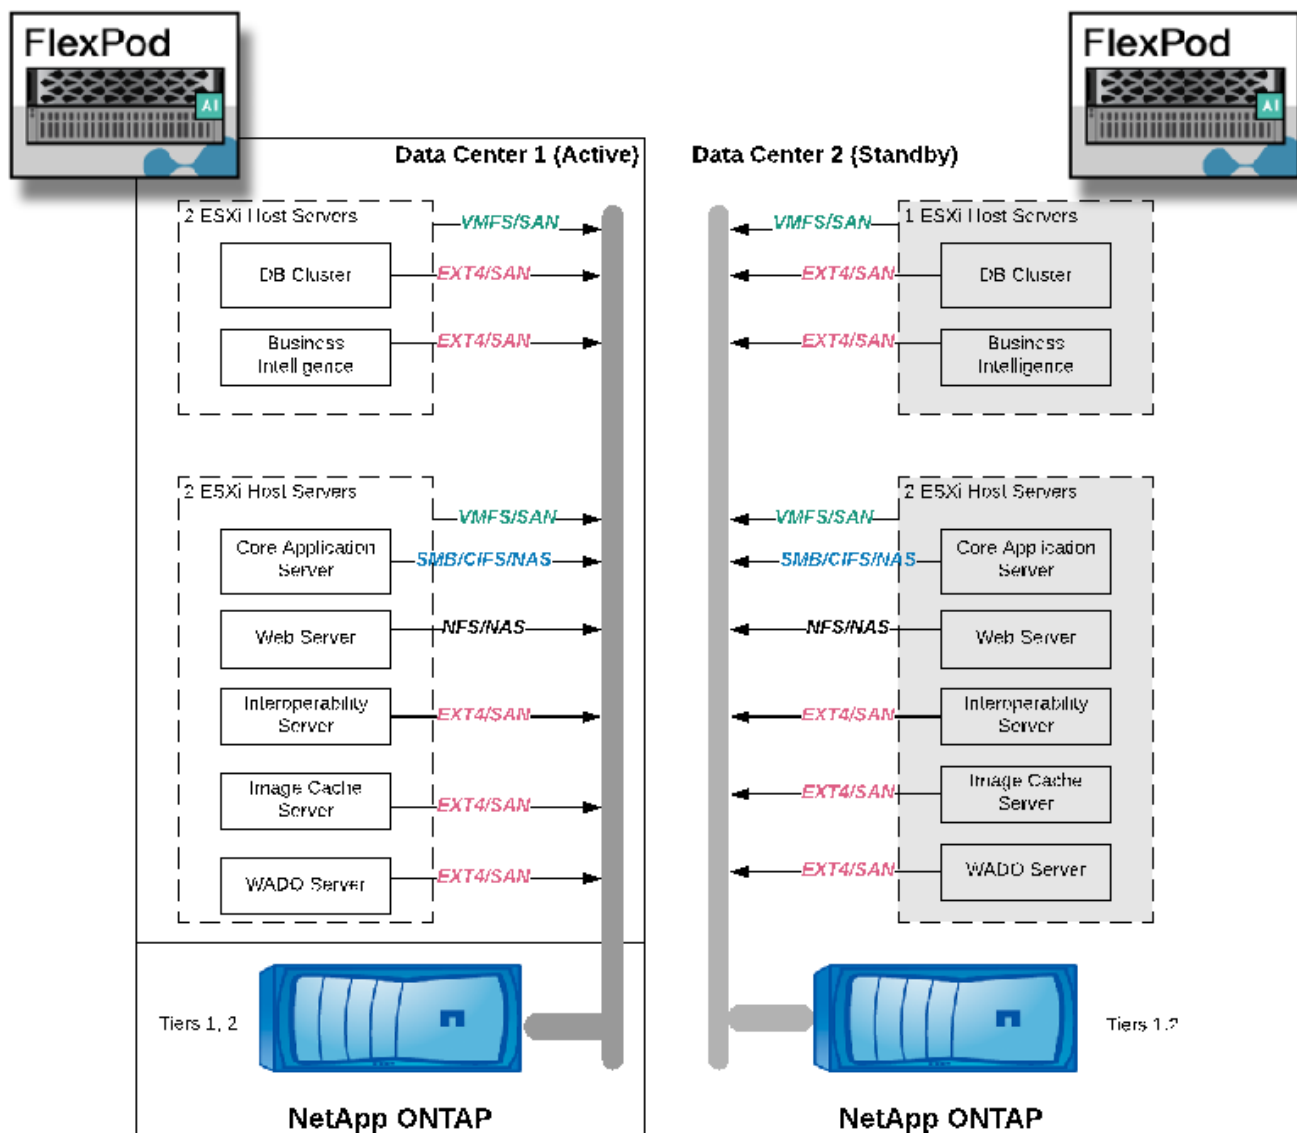 FlexPod
AI
FlexPod
AI
Data Center 1 (Active)
Data Center 2 (Standby)
2 ESXi Host Servers
VMFS/SAN
DB Cluster
EXT4/SAN
Business
Intelligence
EXT4/SAN
2 ESXi Host Servers
VMFS/SAN
Core Application
Server
SMB/CIFS/NAS
Web Server
NFS/NAS
Interoperability
Server
EXT4/SAN
Image Cache
Server
EXT4/SAN
WADO Server
EXT4/SAN
Tiers 1, 2
NetApp ONTAP
1 ESXi Host Servers
VMFS/SAN
DB Cluster
EXT4/SAN
Business
Intelligence
EXT4/SAN
2 ESXi Host Servers
VMFS/SAN
Core Application
Server
SMB/CIFS/NAS
Web Server
NFS/NAS
Interoperability
Server
EXT4/SAN
Image Cache
Server
EXT4/SAN
WADO Server
EXT4/SAN
Tiers 1,2
NetApp ONTAP